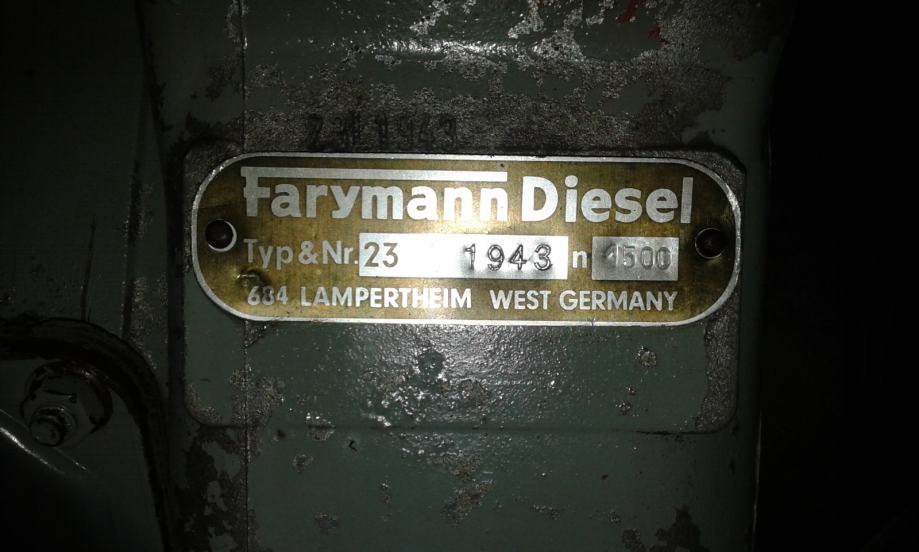 Farymann Diesel
Typ & Nr. 23 1943 n 1500
684 LAMPERTHEIM WEST GERMANY